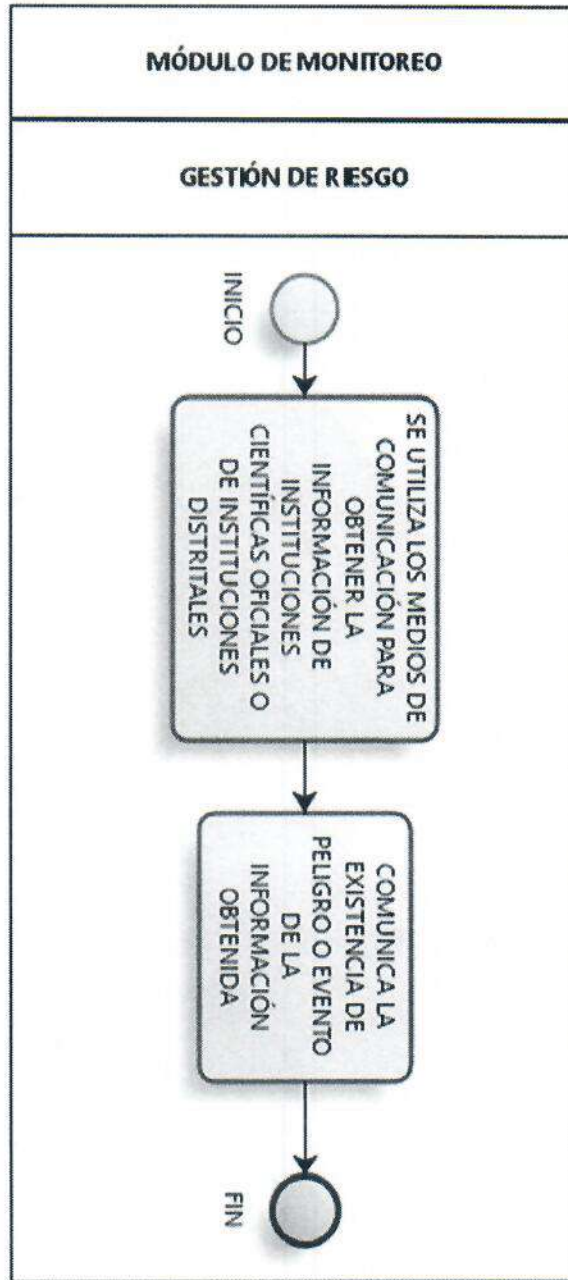 MÓDULO DE MONITOREO
GESTIÓN DE RIESGO
INICIO
SE UTILIZA LOS MEDIOS DE
COMUNICACIÓN PARA
OBTENER LA
INFORMACIÓN DE
INSTITUCIONES
CIENTÍFICAS OFICIALES O
DE INSTITUCIONES
DISTRITALES
COMUNICA LA
EXISTENCIA DE
PELIGRO O EVENTO
DE LA
INFORMACIÓN
OBTENIDA
FIN